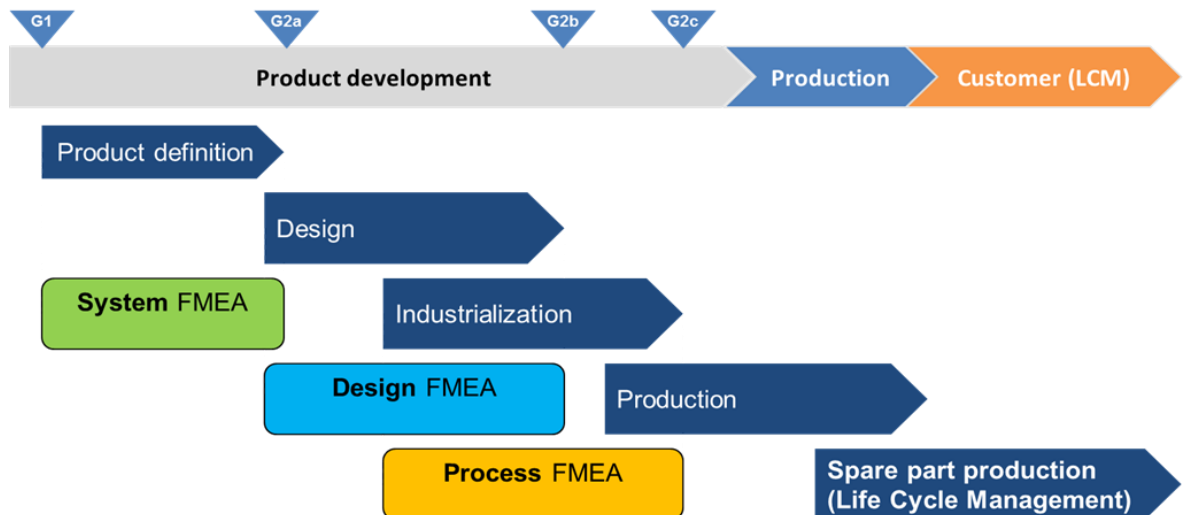 G1
G2a
G2b
G2c
Product development
Production
Customer (LCM)
Product definition
Design
System FMEA
Industrialization
Design FMEA
Production
Process FMEA
Spare part production
(Life Cycle Management)